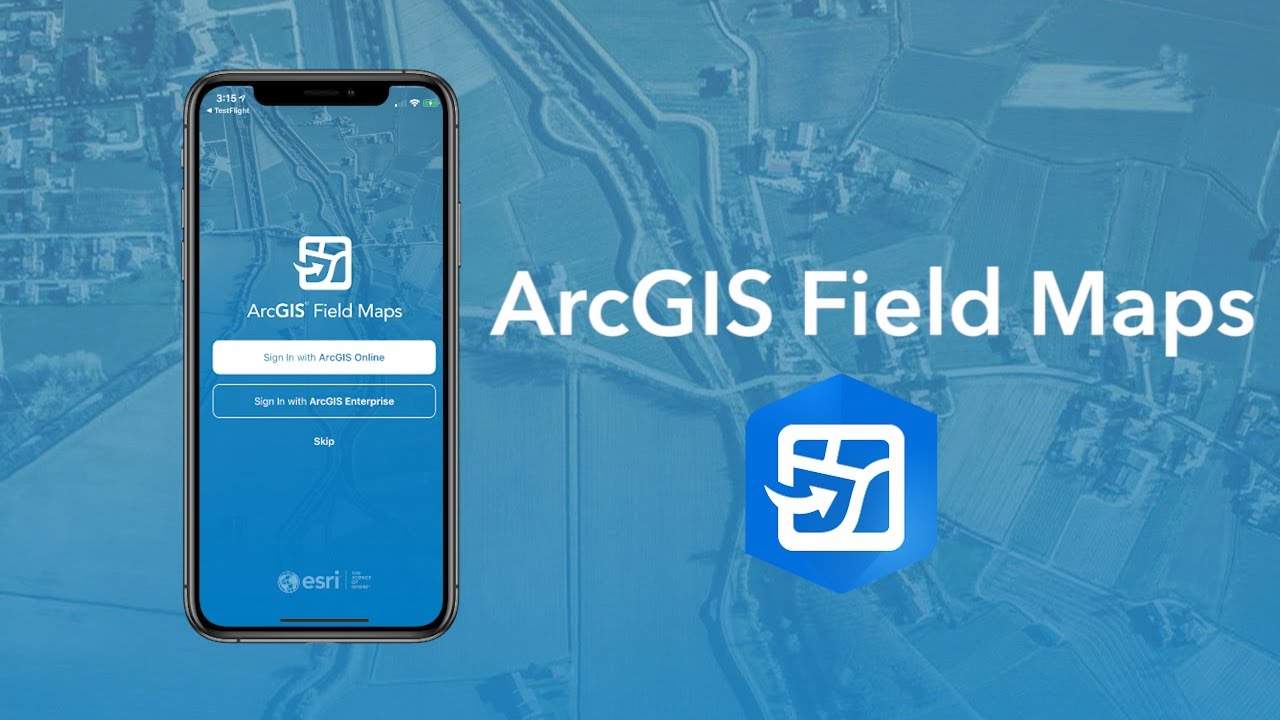 3:15
◀ TestFlight
ArcGIS® Field Maps
Sign In with ArcGIS Online
Sign In with ArcGIS Enterprise
Skip
esri
THE
SCIENCE
OF
WHERE
ArcGIS Field Maps